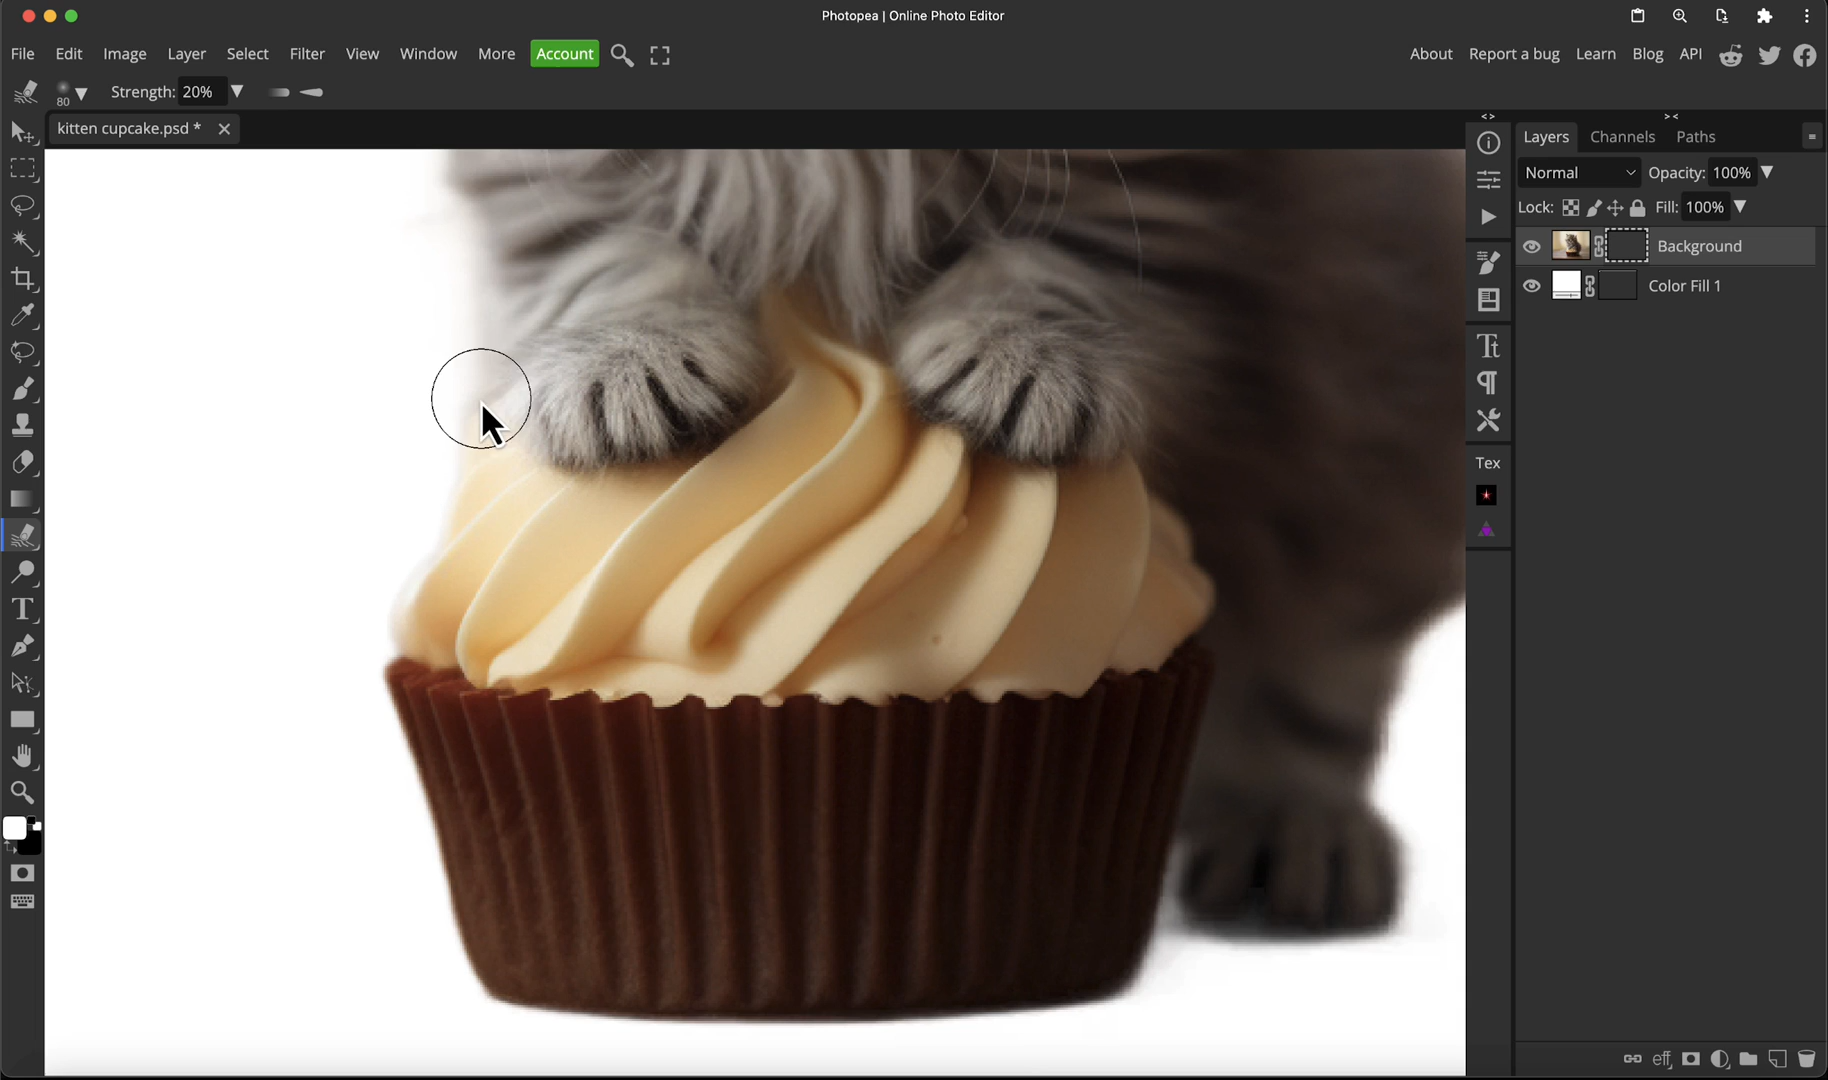 Photopea | Online Photo Editor
File Edit Image Layer Select Filter View Window More Account
About Report a bug Learn Blog API
80 Strength: 20%
kitten cupcake.psd *
Layers Channels Paths
Normal Opacity: 100%
Lock: Fill: 100%
Background
Color Fill 1
Tex
eff